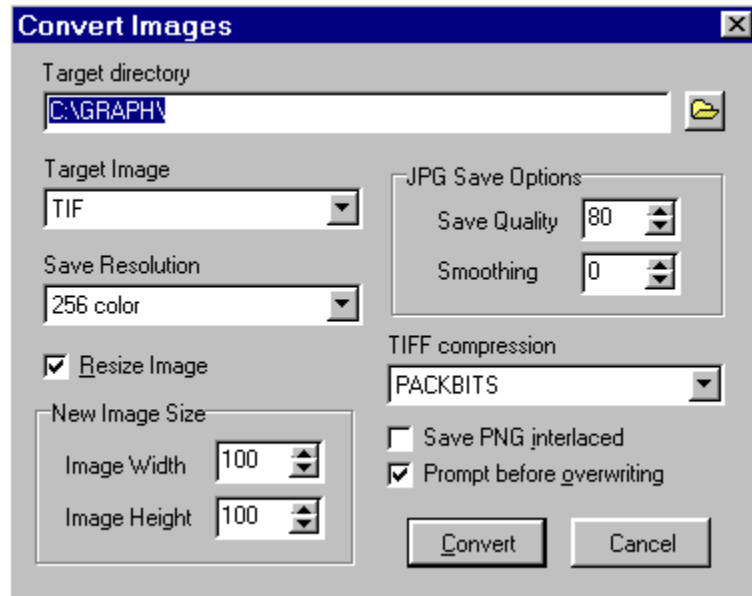 Convert Images
Target directory
C:\GRAPH\
Target Image
TIF
Save Resolution
256 color
Resize Image
New Image Size
Image Width 100
Image Height 100
JPG Save Options
Save Quality 80
Smoothing 0
TIFF compression
PACKBITS
Save PNG interlaced
Prompt before overwriting
Convert Cancel